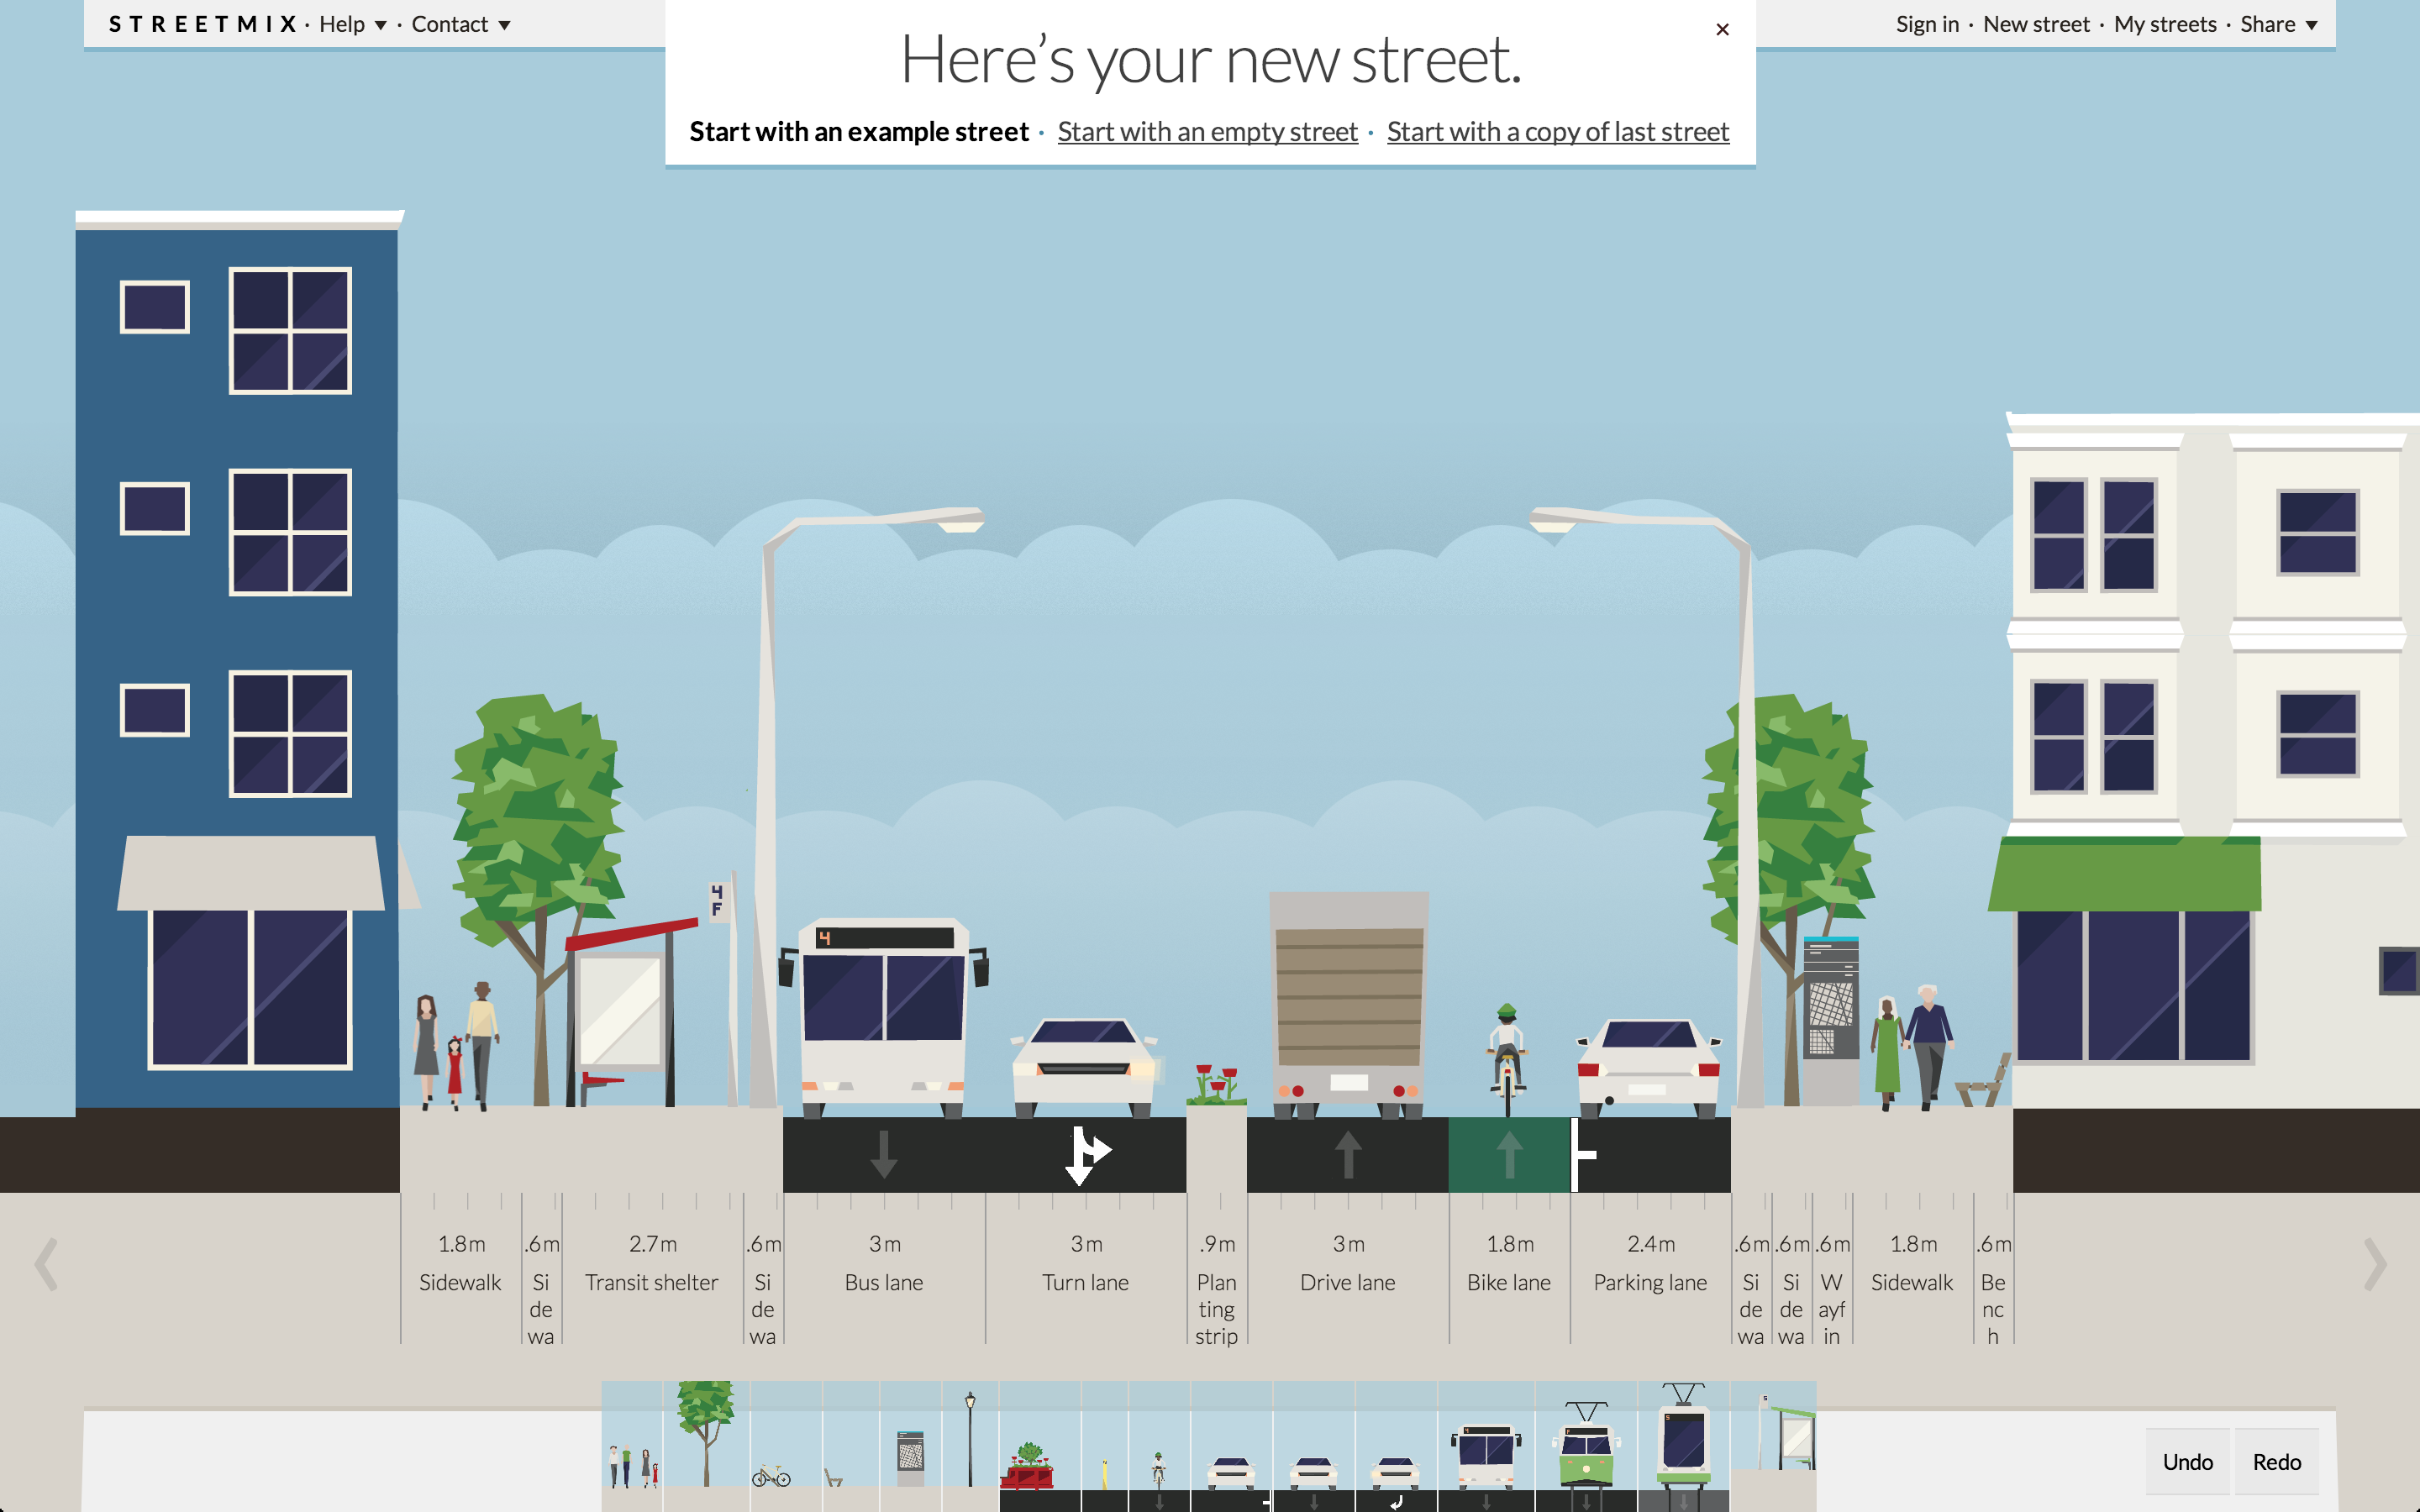 STREETMIX · Help ▼ · Contact ▼
Sign in · New street · My streets · Share ▼
×
Here’s your new street.
Start with an example street · Start with an empty street · Start with a copy of last street
4
F
4
1.8m
Sidewalk
.6m
Si
de
wa
2.7m
Transit shelter
.6m
Si
de
wa
3m
Bus lane
3m
Turn lane
.9m
Plan
ting
strip
3m
Drive lane
1.8m
Bike lane
2.4m
Parking lane
.6m
Si
de
wa
.6m
Si
de
wa
.6m
W
ayf
in
1.8m
Sidewalk
.6m
Be
nc
h
Undo
Redo